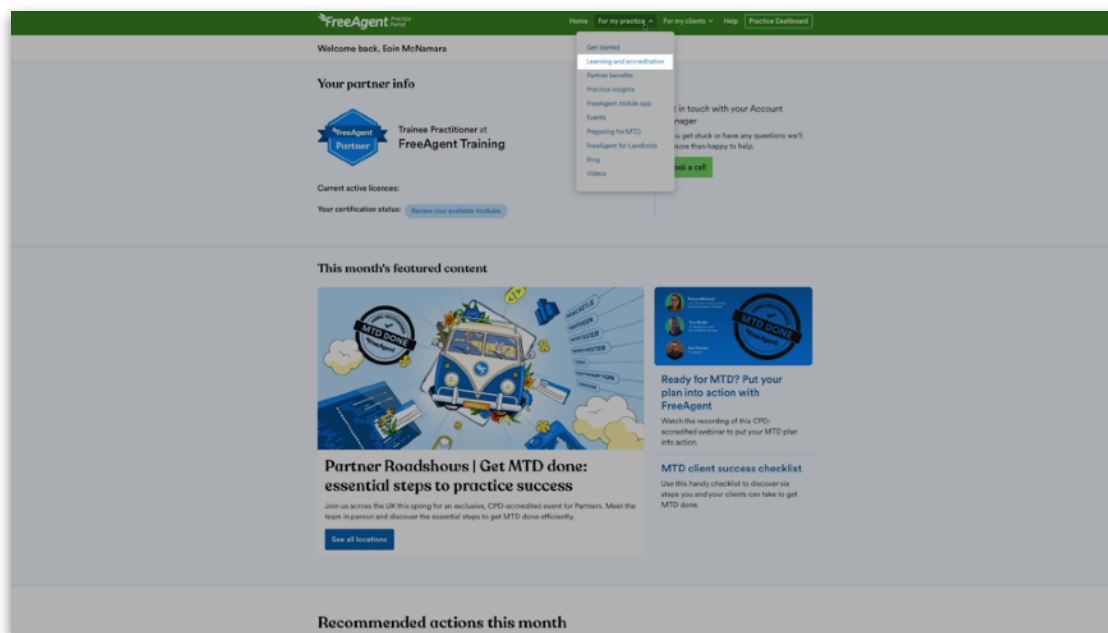 FreeAgent Practice Portal
Home For my practice For my clients Help Practice Dashboard
Welcome back, Eoin McNamara
Get started
Learning and accreditation
Partner benefits
Practice insights
FreeAgent mobile app
Events
Preparing for MTD
FreeAgent for Landlords
Blog
Videos
Your partner info
FreeAgent
Partner
Trainee Practitioner at
FreeAgent Training
t in touch with your Account
nager
u get stuck or have any questions we'll
more than happy to help.
ook a call
Current active licences:
Your certification status: Review your available modules
This month's featured content
MTD DONE
FreeAgent
NEWCASTLE
ABERDEEN
WORCESTER
MANCHESTER
SOUTHAMPTON
LONDON
MTD DONE
FreeAgent
Partner Roadshows | Get MTD done:
essential steps to practice success
Join us across the UK this spring for an exclusive, CPD-accredited event for Partners. Meet the
team in person and discover the essential steps to get MTD done efficiently.
See all locations
Ready for MTD? Put your
plan into action with
FreeAgent
Watch the recording of this CPD-
accredited webinar to put your MTD plan
into action.
MTD client success checklist
Use this handy checklist to discover six
steps you and your clients can take to get
MTD done.
Recommended actions this month